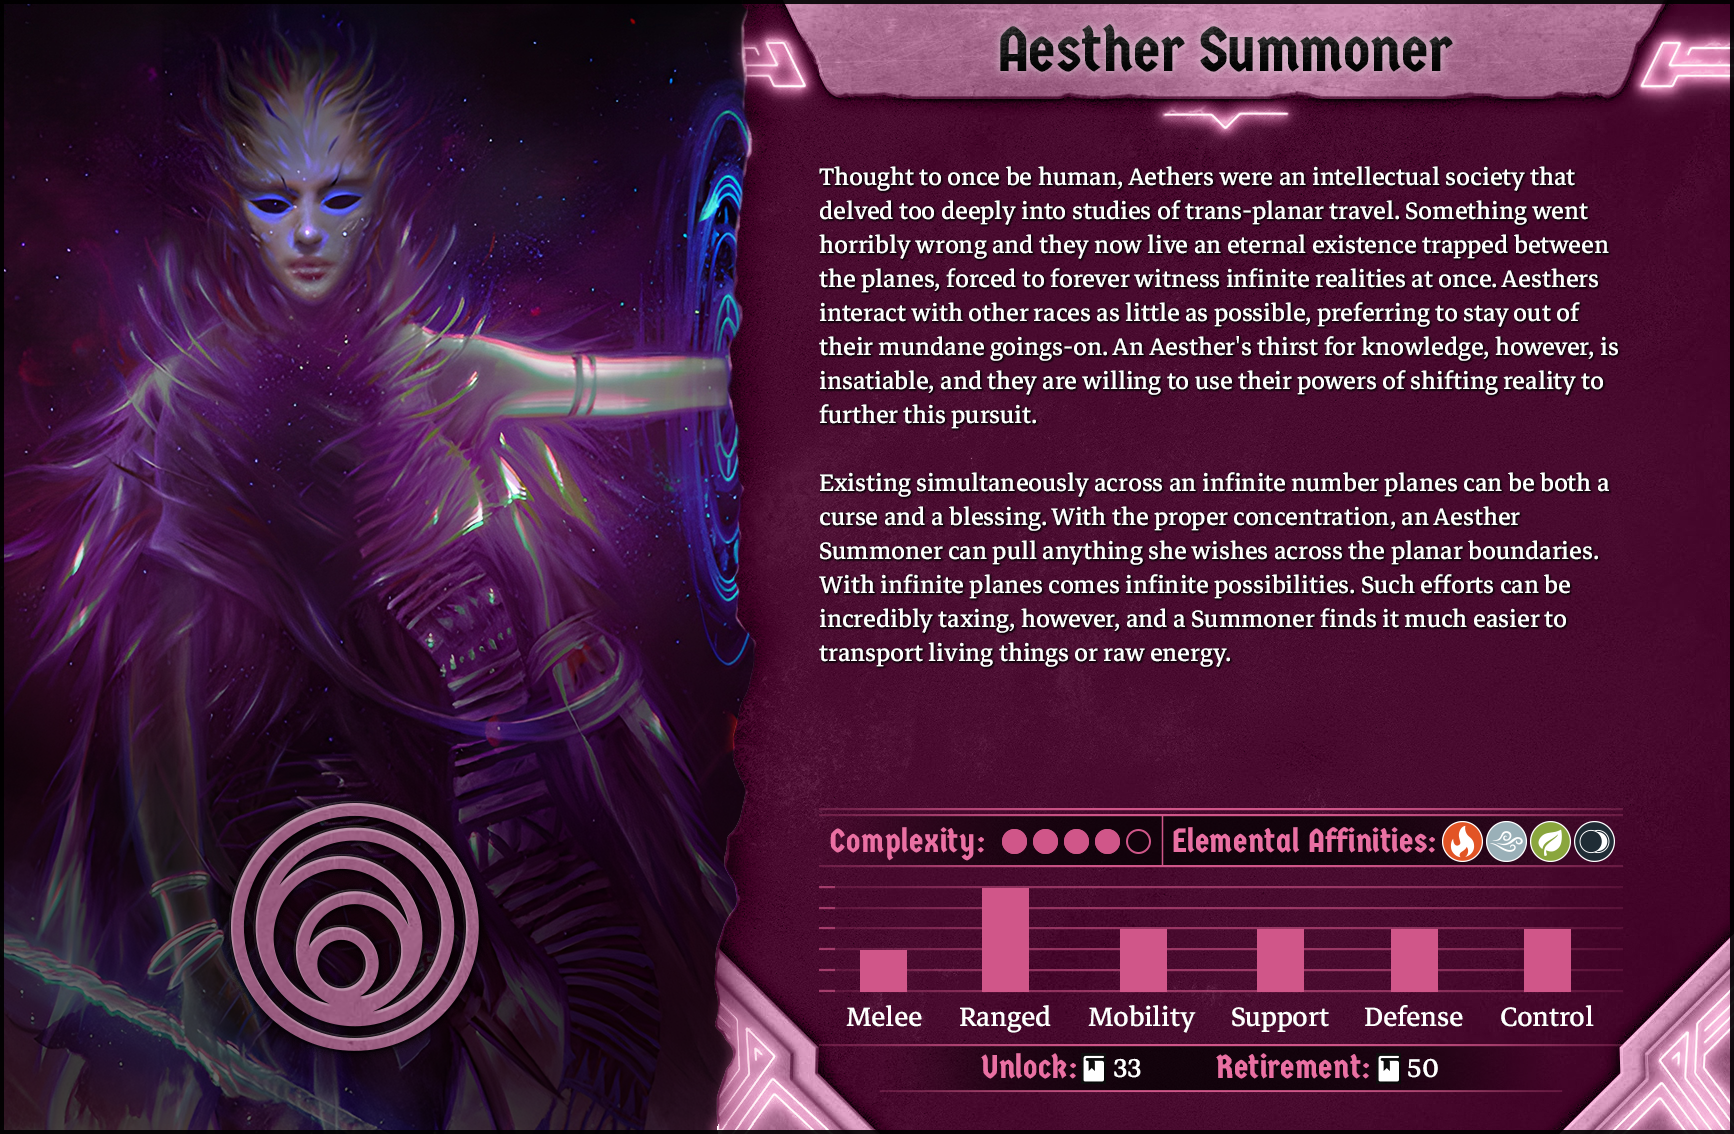 Aesther Summoner
Thought to once be human, Aethers were an intellectual society that
delved too deeply into studies of trans-planar travel. Something went
horribly wrong and they now live an eternal existence trapped between
the planes, forced to forever witness infinite realities at once. Aesthers
interact with other races as little as possible, preferring to stay out of
their mundane goings-on. An Aesther's thirst for knowledge, however, is
insatiable, and they are willing to use their powers of shifting reality to
further this pursuit.
Existing simultaneously across an infinite number planes can be both a
curse and a blessing. With the proper concentration, an Aesther
Summoner can pull anything she wishes across the planar boundaries.
With infinite planes comes infinite possibilities. Such efforts can be
incredibly taxing, however, and a Summoner finds it much easier to
transport living things or raw energy.
Complexity: Elemental Affinities:
Melee Ranged Mobility Support Defense Control
Unlock: 33 Retirement: 50